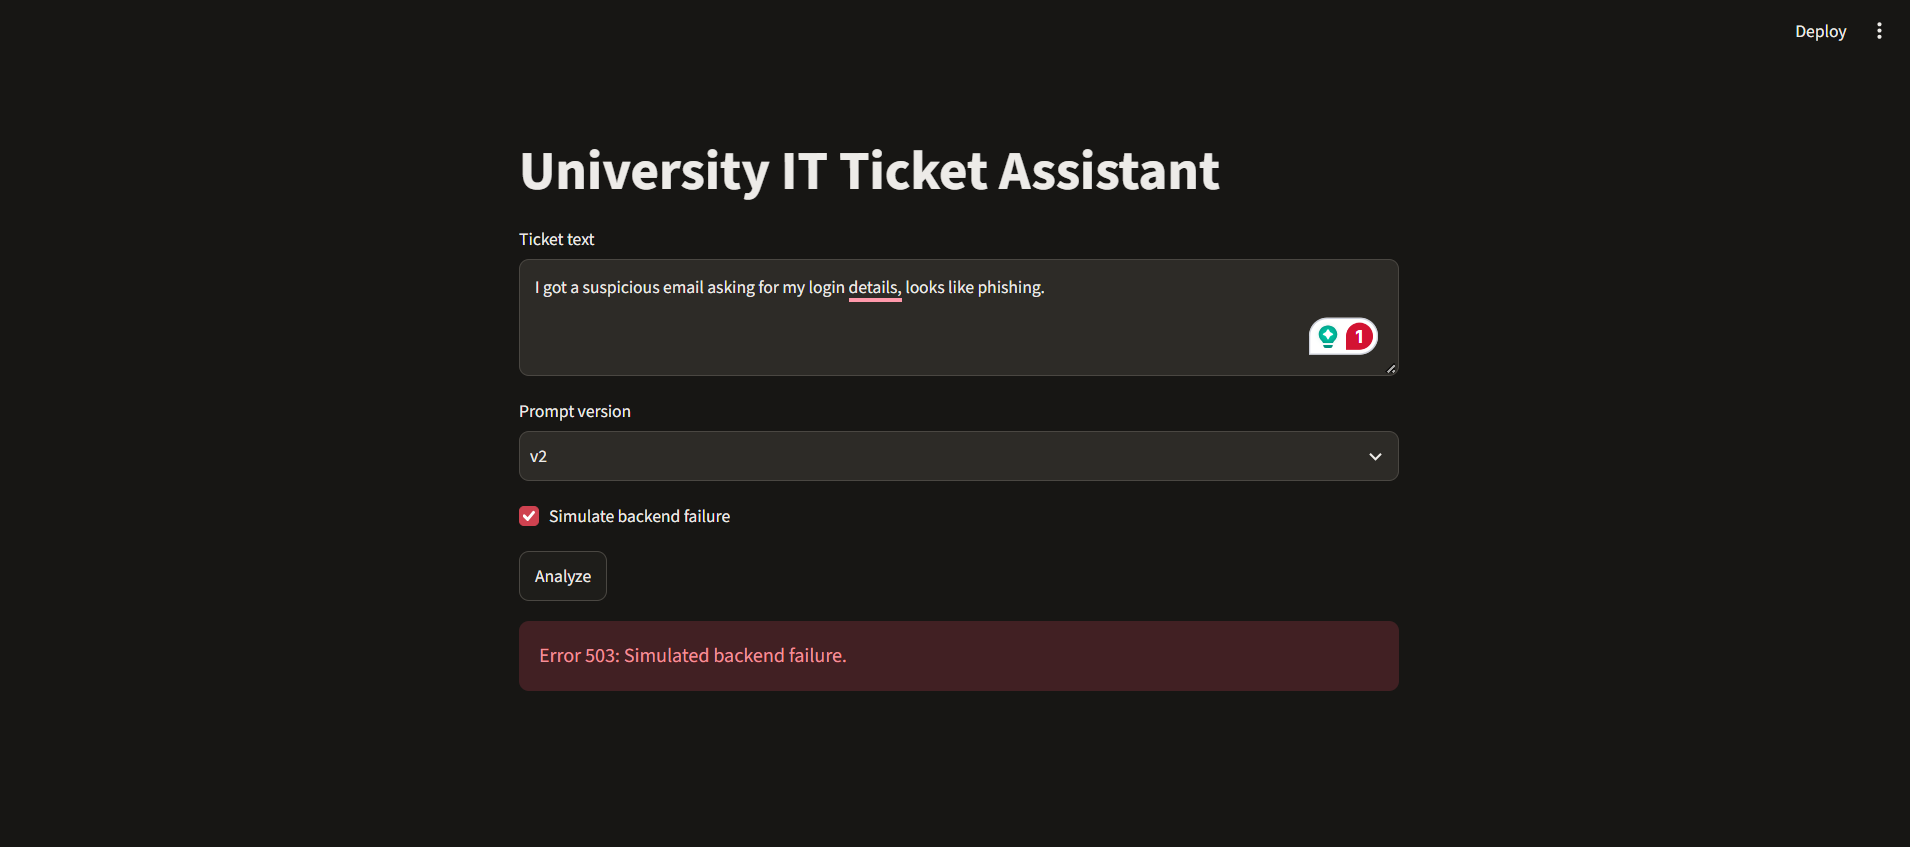 Deploy
University IT Ticket Assistant
Ticket text
I got a suspicious email asking for my login details, looks like phishing.
1
Prompt version
v2
Simulate backend failure
Analyze
Error 503: Simulated backend failure.